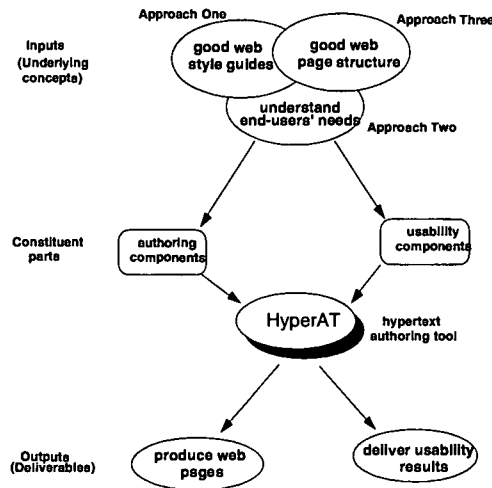 Approach One
Approach Three
Inputs
(Underlying
concepts)
good web
style guides
good web
page structure
understand
end-users' needs
Approach Two
Constituent
parts
authoring
components
usability
components
HyperAT
hypertext
authoring tool
Outputs
(Deliverables)
produce web
pages
deliver usability
results